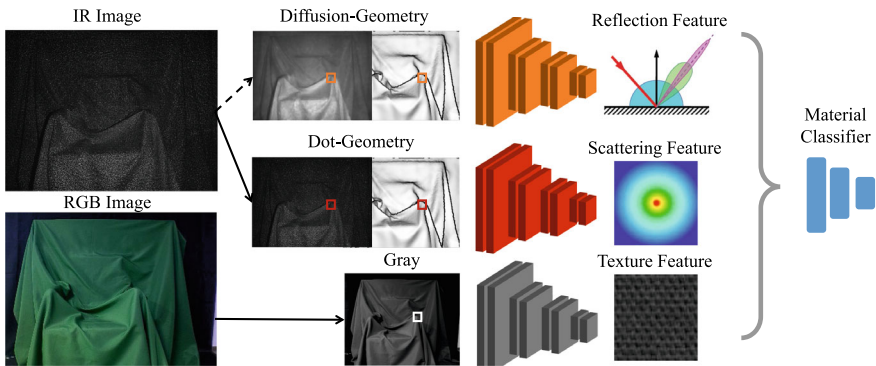 IR Image
Diffusion-Geometry
Reflection Feature
Dot-Geometry
Scattering Feature
Material
Classifier
RGB Image
Gray
Texture Feature